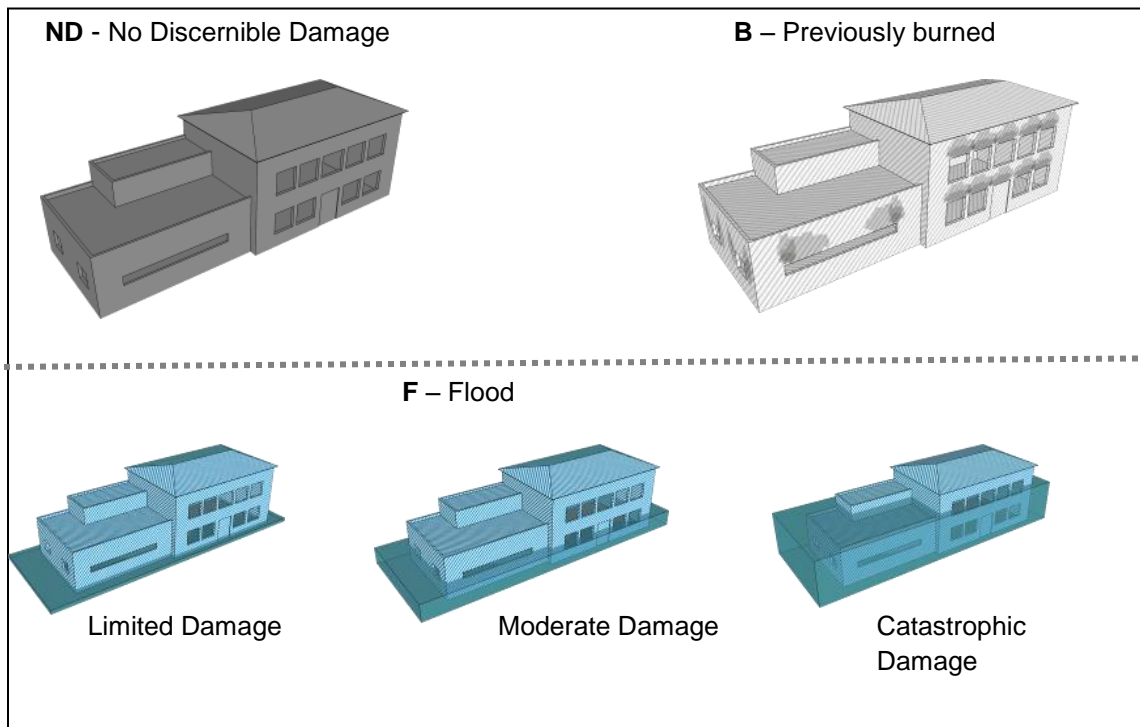 ND - No Discernible Damage
B – Previously burned
F – Flood
Limited Damage
Moderate Damage
Catastrophic
Damage